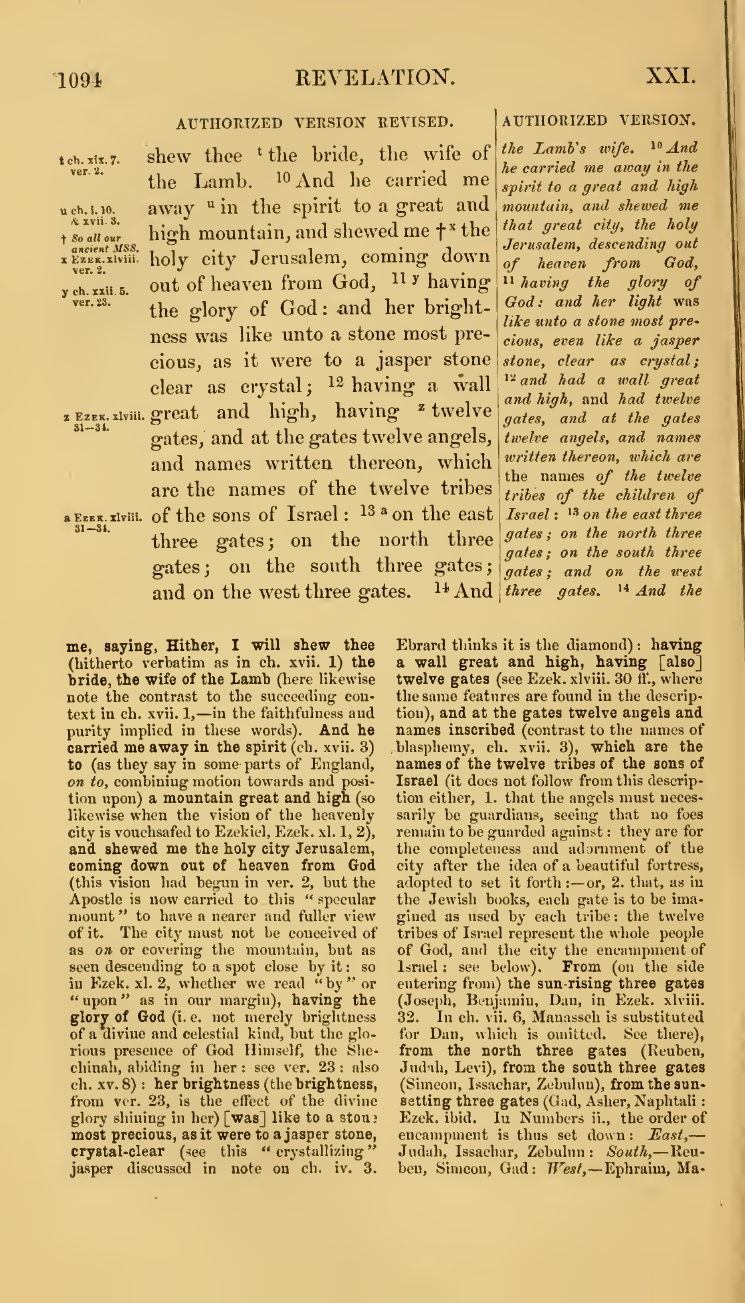 1094
REVELATION.
XXI.
AUTHORIZED VERSION REVISED.
t ch. xix. 7.
ver. 2.
u ch. i. 10.
& xvii. 3.
† So all our
ancient MSS.
x EZEK. xlviii.
ver. 2.
y ch. xxii. 5.
ver. 23.
z EZEK. xlviii.
31—34.
a EZEK. xlviii.
31—34.
shew thee t the bride, the wife of
the Lamb. 10 And he carried me
away u in the spirit to a great and
high mountain, and shewed me † x the
holy city Jerusalem, coming down
out of heaven from God, 11 y having
the glory of God: and her bright-
ness was like unto a stone most pre-
cious, as it were to a jasper stone
clear as crystal; 12 having a wall
great and high, having z twelve
gates, and at the gates twelve angels,
and names written thereon, which
are the names of the twelve tribes
of the sons of Israel: 13 a on the east
three gates; on the north three
gates; on the south three gates;
and on the west three gates. 14 And
AUTHORIZED VERSION.
the Lamb's wife. 10 And
he carried me away in the
spirit to a great and high
mountain, and shewed me
that great city, the holy
Jerusalem, descending out
of heaven from God,
11 having the glory of
God: and her light was
like unto a stone most pre-
cious, even like a jasper
stone, clear as crystal;
12 and had a wall great
and high, and had twelve
gates, and at the gates
twelve angels, and names
written thereon, which are
the names of the twelve
tribes of the children of
Israel: 13 on the east three
gates; on the north three
gates; on the south three
gates; and on the west
three gates. 14 And the
me, saying, Hither, I will shew thee
(hitherto verbatim as in ch. xvii. 1) the
bride, the wife of the Lamb (here likewise
note the contrast to the succeeding con-
text in ch. xvii. 1,—in the faithfulness and
purity implied in these words). And he
carried me away in the spirit (ch. xvii. 3)
to (as they say in some parts of England,
on to, combining motion towards and posi-
tion upon) a mountain great and high (so
likewise when the vision of the heavenly
city is vouchsafed to Ezekiel, Ezek. xl. 1, 2),
and shewed me the holy city Jerusalem,
coming down out of heaven from God
(this vision had begun in ver. 2, but the
Apostle is now carried to this "specular
mount" to have a nearer and fuller view
of it. The city must not be conceived of
as on or covering the mountain, but as
seen descending to a spot close by it: so
in Ezek. xl. 2, whether we read "by" or
"upon" as in our margin), having the
glory of God (i. e. not merely brightness
of a divine and celestial kind, but the glo-
rious presence of God Himself, the She-
chinah, abiding in her: see ver. 23: also
ch. xv. 8): her brightness (the brightness,
from ver. 23, is the effect of the divine
glory shining in her) [was] like to a stone
most precious, as it were to a jasper stone,
crystal-clear (see this "crystallizing"
jasper discussed in note on ch. iv. 3.
Ebrard thinks it is the diamond): having
a wall great and high, having [also]
twelve gates (see Ezek. xlviii. 30 ff., where
the same features are found in the descrip-
tion), and at the gates twelve angels and
names inscribed (contrast to the names of
blasphemy, ch. xvii. 3), which are the
names of the twelve tribes of the sons of
Israel (it does not follow from this descrip-
tion either, 1. that the angels must neces-
sarily be guardians, seeing that no foes
remain to be guarded against: they are for
the completeness and adornment of the
city after the idea of a beautiful fortress,
adopted to set it forth:—or, 2. that, as in
the Jewish books, each gate is to be ima-
gined as used by each tribe: the twelve
tribes of Israel represent the whole people
of God, and the city the encampment of
Israel: see below). From (on the side
entering from) the sun-rising three gates
(Joseph, Benjamin, Dan, in Ezek. xlviii.
32. In ch. vii. 6, Manasseh is substituted
for Dan, which is omitted. See there),
from the north three gates (Reuben,
Judah, Levi), from the south three gates
(Simeon, Issachar, Zebulun), from the sun-
setting three gates (Gad, Asher, Naphtali:
Ezek. ibid. In Numbers ii., the order of
encampment is thus set down: East,—
Judah, Issachar, Zebulun: South,—Reu-
ben, Simeon, Gad: West,—Ephraim, Ma-